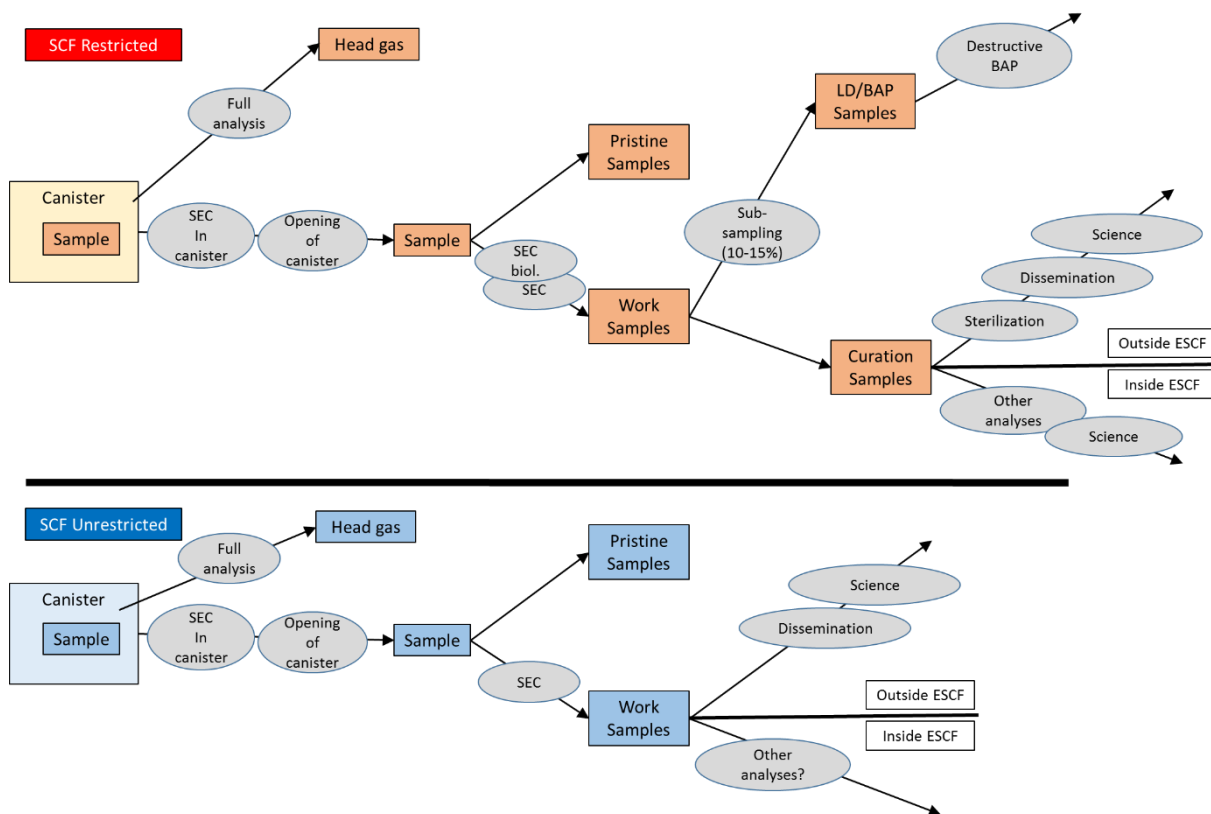 SCF Restricted
Head gas
Full
analysis
Canister
Sample
SEC
In
canister
Opening
of
canister
Sample
Pristine
Samples
SEC
biol.
SEC
Work
Samples
Sub-
sampling
(10-15%)
LD/BAP
Samples
Destructive
BAP
Curation
Samples
Sterilization
Dissemination
Science
Outside ESCF
Inside ESCF
Other
analyses
Science
SCF Unrestricted
Head gas
Full
analysis
Canister
Sample
SEC
In
canister
Opening
of
canister
Sample
Pristine
Samples
SEC
Work
Samples
Dissemination
Science
Outside ESCF
Inside ESCF
Other
analyses?